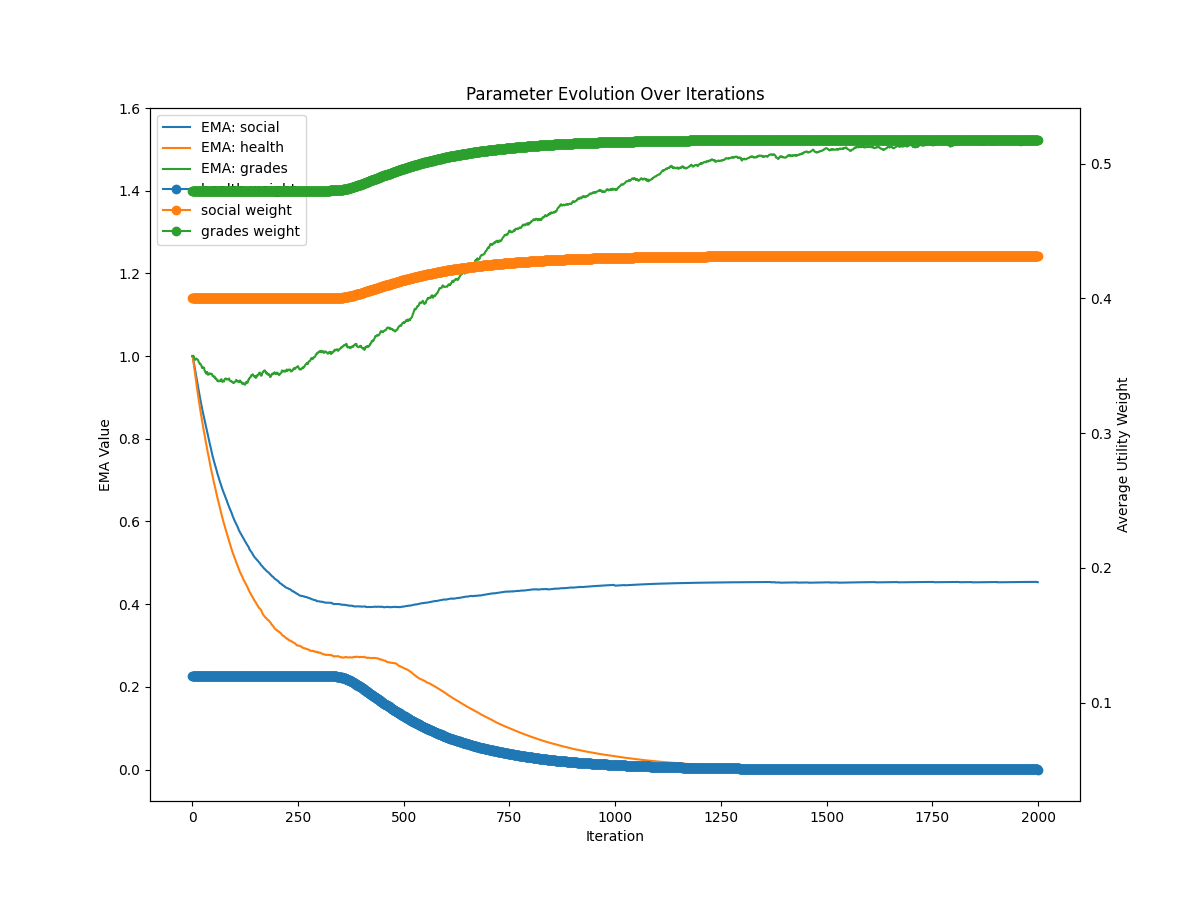 Parameter Evolution Over Iterations
EMA: social
EMA: health
EMA: grades
health weight
social weight
grades weight
1.6
1.4
1.2
1.0
0.8
0.6
0.4
0.2
0.0
EMA Value
0.5
0.4
0.3
0.2
0.1
Average Utility Weight
0
250
500
750
1000
1250
1500
1750
2000
Iteration